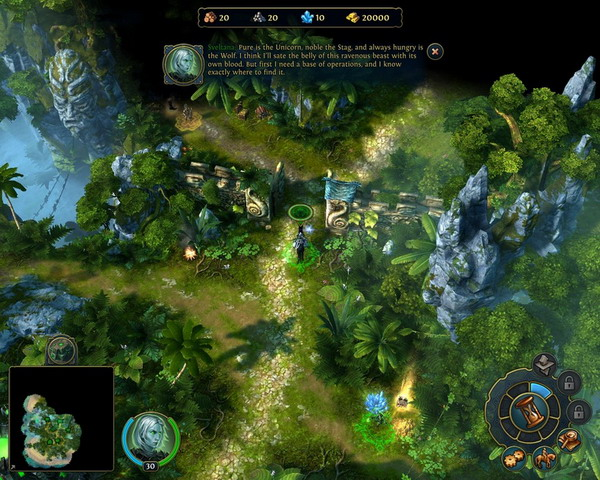 20 20 10 20000
Svetlana: Pure is the Unicorn, noble the Stag, and always hungry is
the Wolf. I think I'll sate the belly of this ravenous beast with its
own blood. But first I need a base of operations, and I know
exactly where to find it.
30